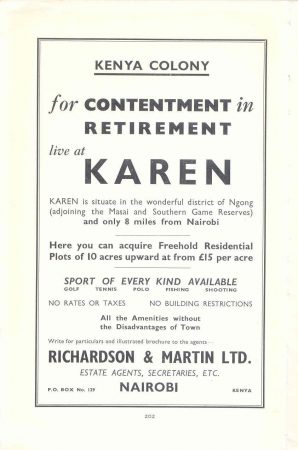 KENYA COLONY
for CONTENTMENT in
RETIREMENT
live at
KAREN
KAREN is situate in the wonderful district of Ngong
(adjoining the Masai and Southern Game Reserves)
and only 8 miles from Nairobi
Here you can acquire Freehold Residential
Plots of 10 acres upward at from £15 per acre
SPORT OF EVERY KIND AVAILABLE
GOLF TENNIS POLO FISHING SHOOTING
NO RATES OR TAXES NO BUILDING RESTRICTIONS
All the Amenities without
the Disadvantages of Town
Write for particulars and illustrated brochure to the agents—
RICHARDSON & MARTIN LTD.
ESTATE AGENTS, SECRETARIES, ETC.
P.O. BOX No. 129 NAIROBI KENYA
202